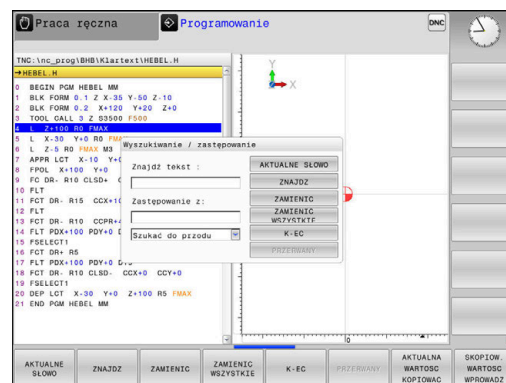 Praca ręczna
Programowanie
DNC
TNC:\nc_prog\BHB\Klartext\HEBEL.H
→HEBEL.H
0 BEGIN PGM HEBEL MM
1 BLK FORM 0.1 Z X-35 Y-50 Z-10
2 BLK FORM 0.2 X+120 Y+20 Z+0
3 TOOL CALL 3 Z S3500 F500
4 L Z+100 R0 FMAX
5 L X-30 Y+0 R0
6 L Z-5 R0 FMAX M3
7 APPR LCT X-10
8 FPOL X+100
9 FC DR- R10 CLSD+
10 FLT
11 FCT DR- R15
12 FLT
13 FCT DR- R10
14 FLT PDX+100 PDY+0
15 FSELECT1
16 FCT DR+ R5
17 FLT PDX+100 PDY+0
18 FCT DR- R10 CLSD- CCX+0 CCY+0
19 FSELECT1
20 DEP LCT X-30 Y+0 Z+100 R5 FMAX
21 END PGM HEBEL MM
Y
X
0
Wyszukiwanie / zastępowanie
Znajdź tekst :
Zastępowanie z:
Szukać do przodu
AKTUALNE SŁOWO
ZNAJDZ
ZAMIENIC
ZAMIENIC
WSZYSTKIE
K-EC
PRZERWANY
AKTUALNE
SŁOWO
ZNAJDZ
ZAMIENIC
ZAMIENIC
WSZYSTKIE
K-EC
PRZERWANY
AKTUALNA
WARTOSC
KOPIOWAC
SKOPIOW.
WARTOSC
WPROWADZ